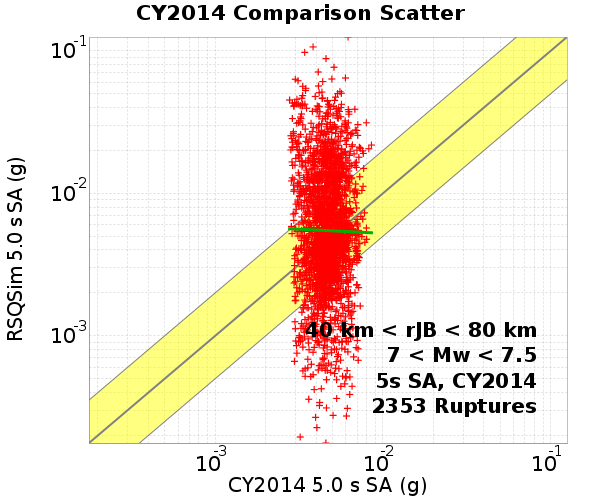 CY2014 Comparison Scatter
10⁻¹
10⁻²
10⁻³
RSQSim 5.0 s SA (g)
40 km < rJB < 80 km
7 < Mw < 7.5
5s SA, CY2014
2353 Ruptures
10⁻³ 10⁻² 10⁻¹
CY2014 5.0 s SA (g)